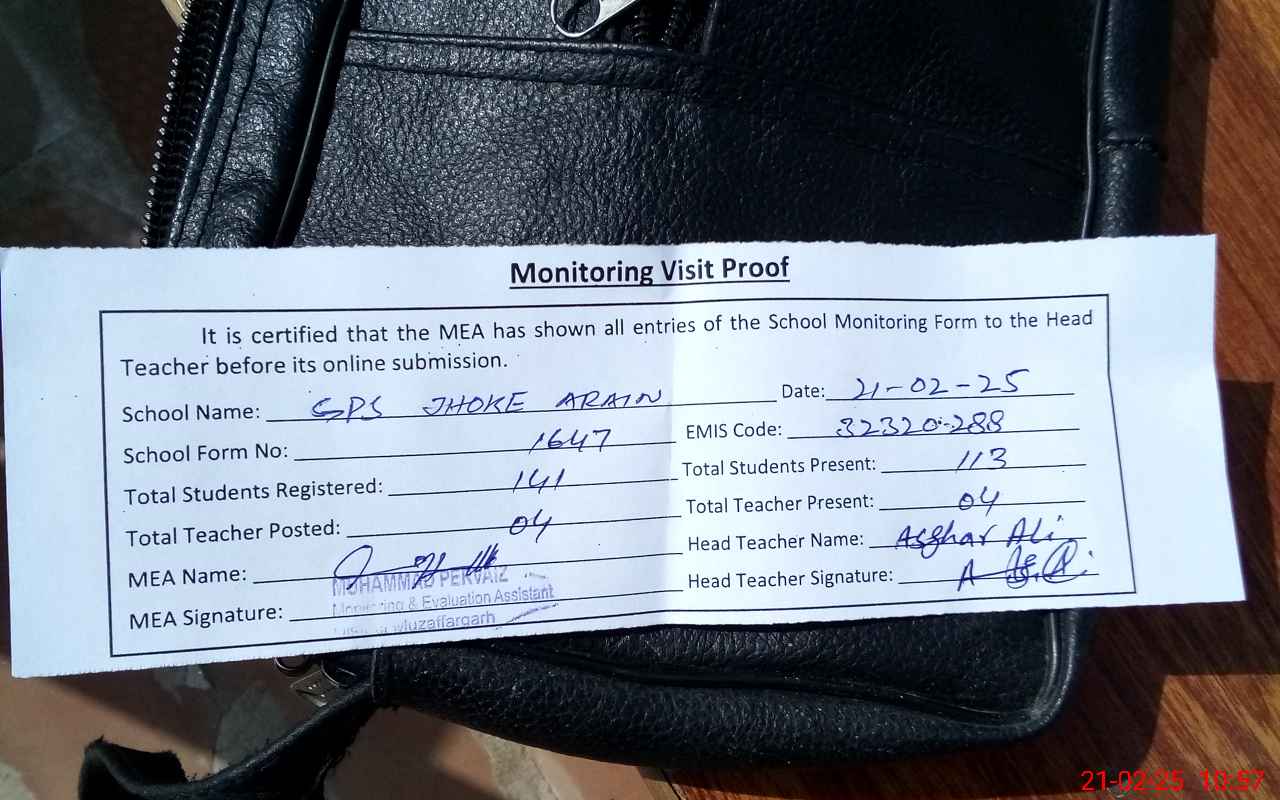 Monitoring Visit Proof
It is certified that the MEA has shown all entries of the School Monitoring Form to the Head
Teacher before its online submission.
School Name: GPS JHOKE ARAIN Date: 21-02-25
School Form No: 1647 EMIS Code: 32320288
Total Students Registered: 141 Total Students Present: 113
Total Teacher Posted: 04 Total Teacher Present: 04
MEA Name: Head Teacher Name: Asghar Ali
MEA Signature: Head Teacher Signature:
MUHAMMAD PERVAIZ
Monitoring & Evaluation Assistant
Muzaffargarh
21-02-25 10:57